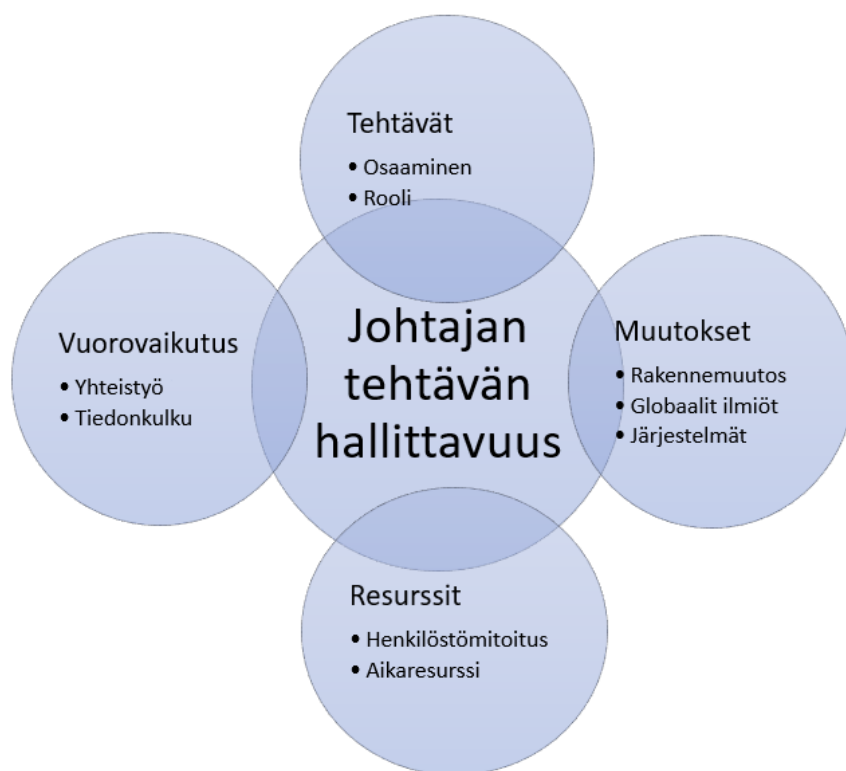 Tehtävät
• Osaaminen
• Rooli
Vuorovaikutus
• Yhteistyö
• Tiedonkulku
Johtajan
tehtävän
hallittavuus
Muutokset
• Rakennemuutos
• Globaalit ilmiöt
• Järjestelmät
Resurssit
• Henkilöstömitoitus
• Aikaresurssi